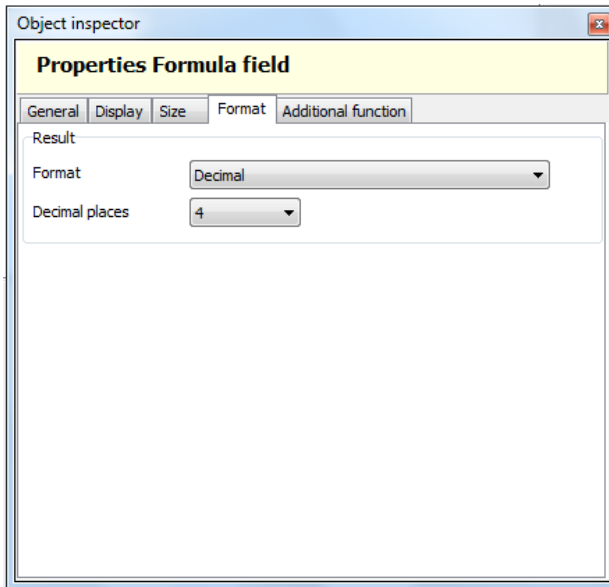 Object inspector
Properties Formula field
General Display Size Format Additional function
Result
Format Decimal
Decimal places 4